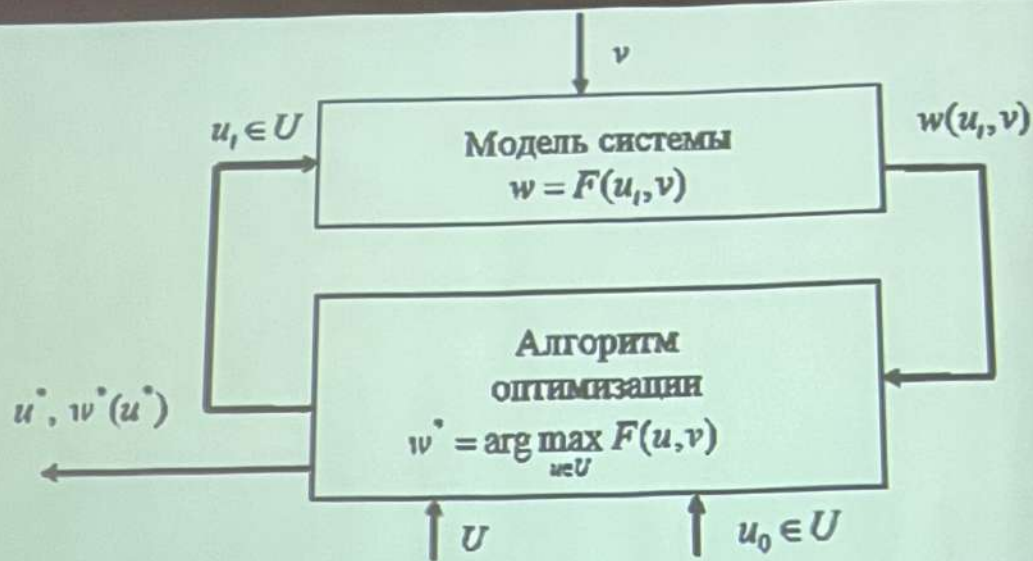 v
u_i ∈ U
w(u_i, v)
Модель системы
w = F(u_i, v)
Алгоритм
оптимизации
w* = arg max F(u, v)
u∈U
u*, w*(u*)
U
u_0 ∈ U